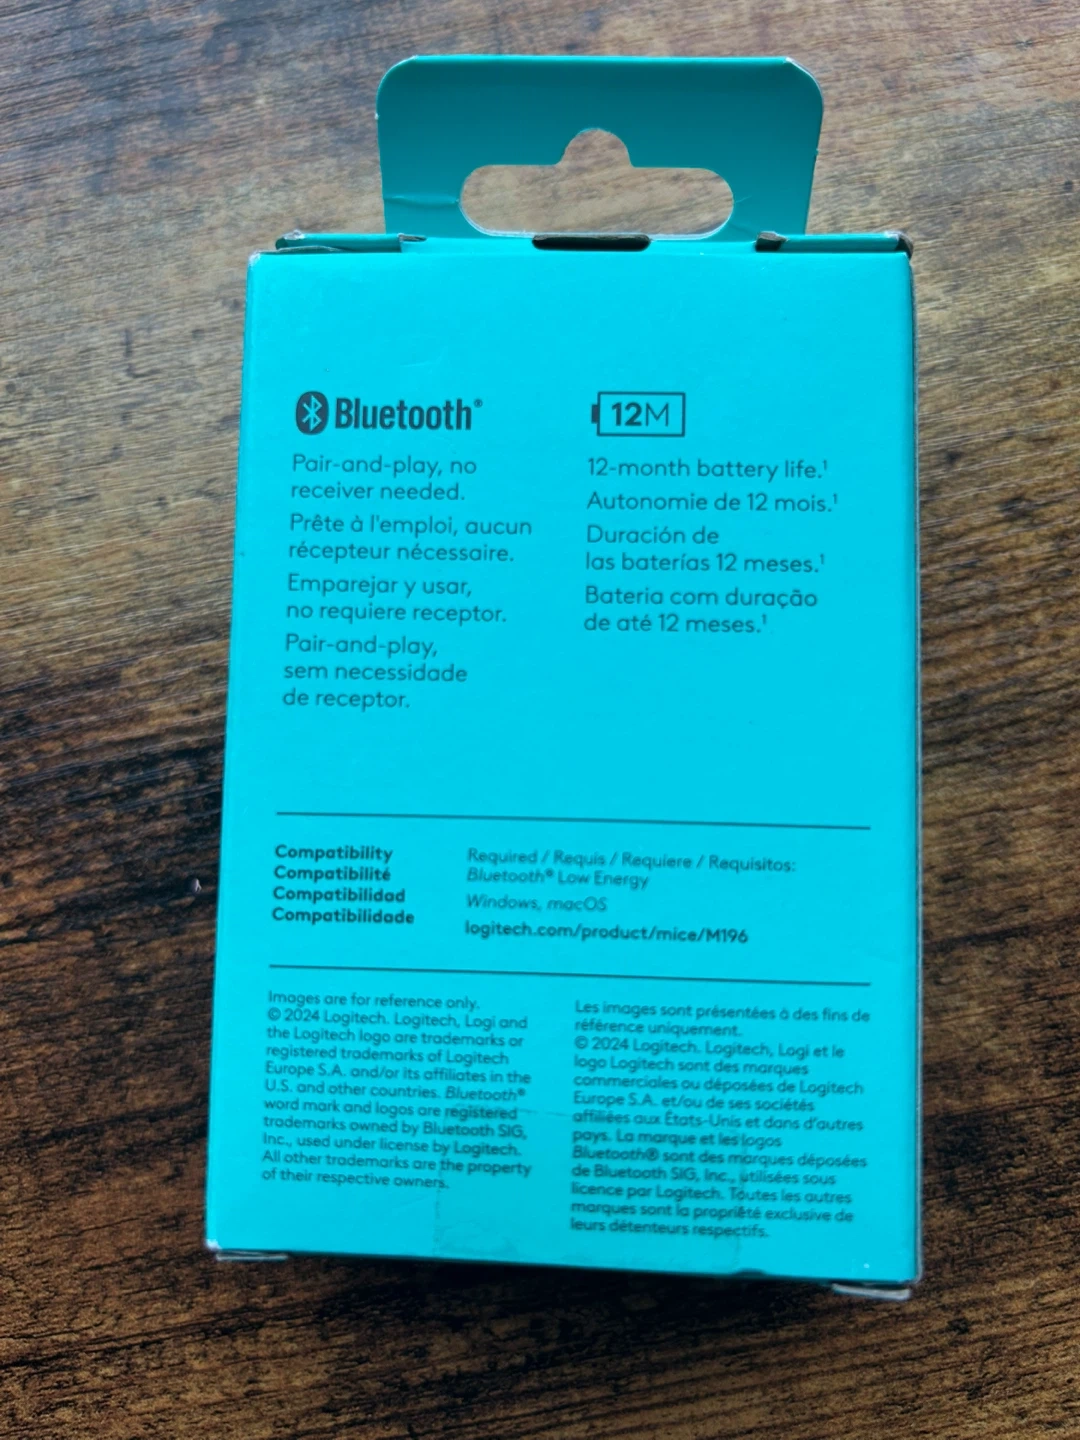 Bluetooth®
Pair-and-play, no
receiver needed.
Prête à l'emploi, aucun
récepteur nécessaire.
Emparejar y usar,
no requiere receptor.
Pair-and-play,
sem necessidade
de receptor.
12M
12-month battery life.¹
Autonomie de 12 mois.¹
Duración de
las baterías 12 meses.¹
Bateria com duração
de até 12 meses.¹
Compatibility
Compatibilité
Compatibilidad
Compatibilidade
Required / Requis / Requiere / Requisitos:
Bluetooth® Low Energy
Windows, macOS
logitech.com/product/mice/M196
Images are for reference only.
© 2024 Logitech. Logitech, Logi and
the Logitech logo are trademarks or
registered trademarks of Logitech
Europe S.A. and/or its affiliates in the
U.S. and other countries. Bluetooth®
word mark and logos are registered
trademarks owned by Bluetooth SIG,
Inc., used under license by Logitech.
All other trademarks are the property
of their respective owners.
Les images sont présentées à des fins de
référence uniquement.
© 2024 Logitech. Logitech, Logi et le
logo Logitech sont des marques
commerciales ou déposées de Logitech
Europe S.A. et/ou de ses sociétés
affiliées aux États-Unis et dans d'autres
pays. La marque et les logos
Bluetooth® sont des marques déposées
de Bluetooth SIG, Inc., utilisées sous
licence par Logitech. Toutes les autres
marques sont la propriété exclusive de
leurs détenteurs respectifs.